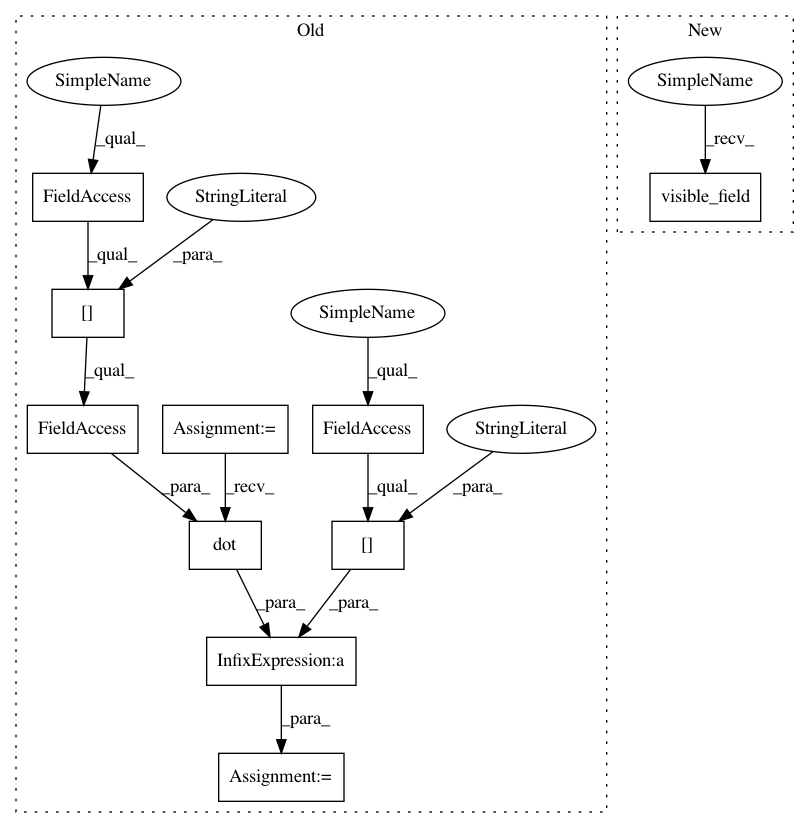 Old
New
SimpleName
SimpleName
_qual_
_recv_
FieldAccess
StringLiteral
visible_field
_qual_
_para_
[]
SimpleName
_qual_
_qual_
FieldAccess
Assignment:=
FieldAccess
StringLiteral
_para_
_recv_
_qual_
_para_
dot
[]
_para_
_para_
InfixExpression:a
_para_
Assignment:=